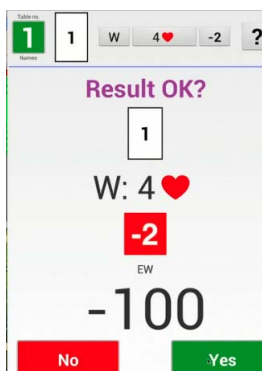 Table no.
1 1 W 4♥ -2 ?
Names
Result OK?
1
W: 4♥
-2
EW
-100
No Yes